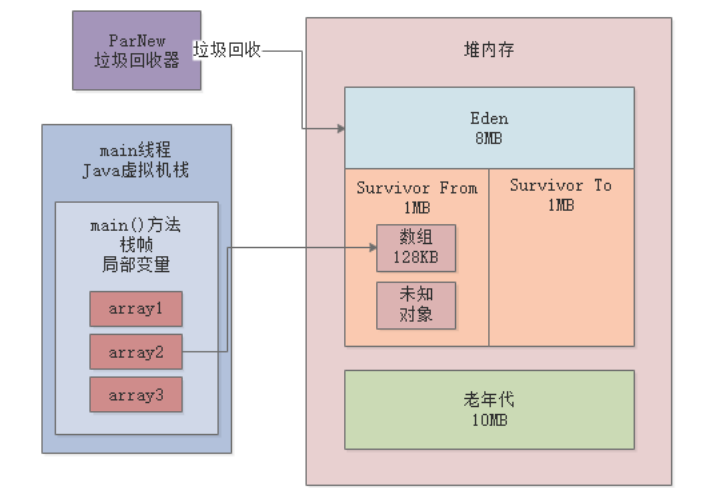 ParNew
垃圾回收器
垃圾回收
堆内存
Eden
8MB
main线程
Java虚拟机栈
Survivor From
1MB
Survivor To
1MB
main()方法
栈帧
局部变量
数组
128KB
未知
对象
array1
array2
array3
老年代
10MB